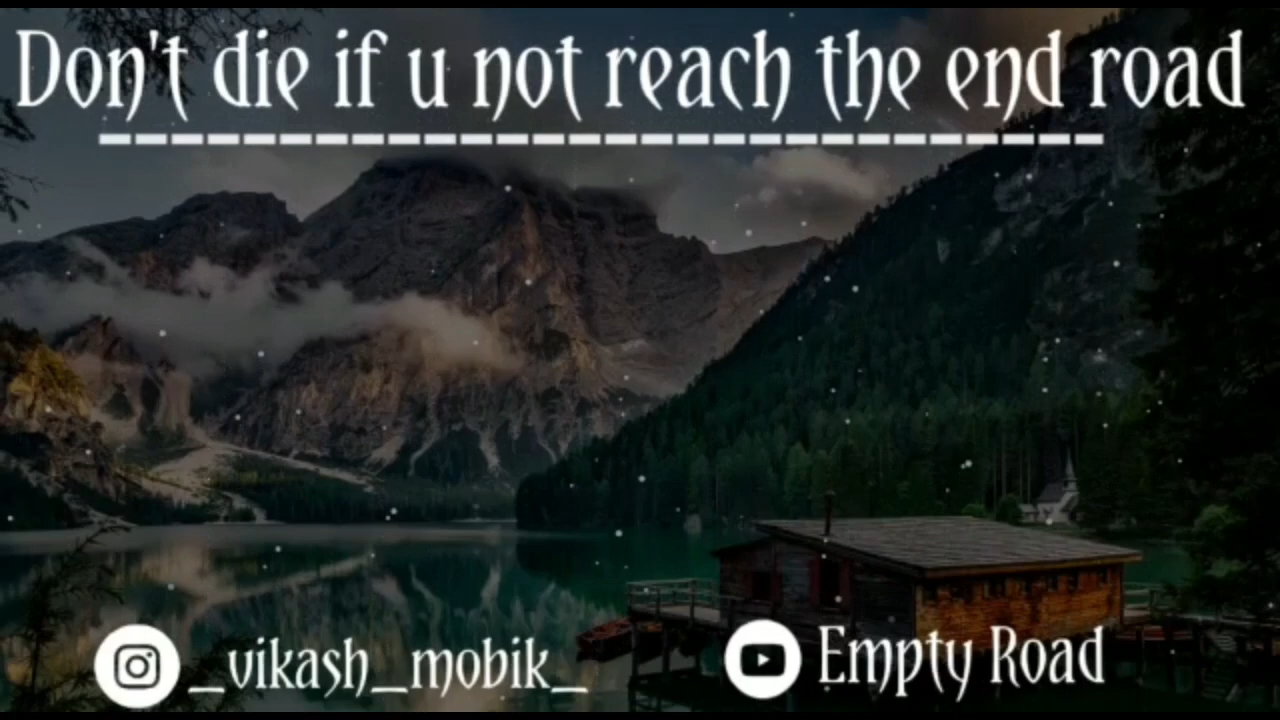 Don't die if u not reach the end road
_vikash_mobik_
Empty Road